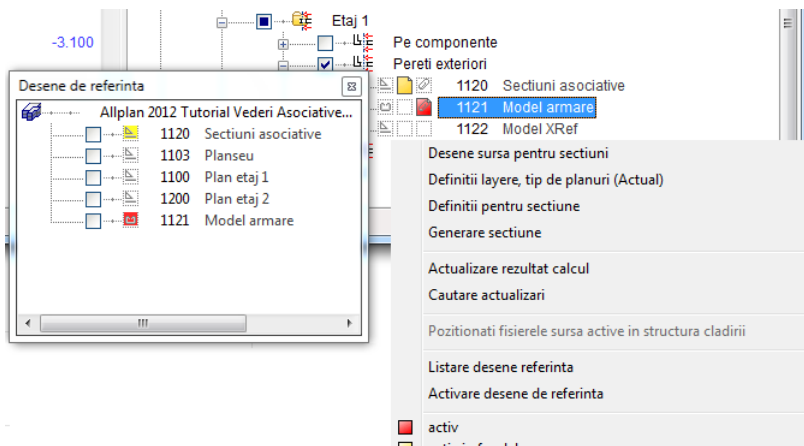 Etaj 1
-3.100
Pe componente
Pereti exteriori
1120 Sectiuni asociative
1121 Model armare
1122 Model XRef
Desene de referinta
Allplan 2012 Tutorial Vederi Asociative...
1120 Sectiuni asociative
1103 Planseu
1100 Plan etaj 1
1200 Plan etaj 2
1121 Model armare
Desene sursa pentru sectiuni
Definitii layere, tip de planuri (Actual)
Definitii pentru sectiune
Generare sectiune
Actualizare rezultat calcul
Cautare actualizari
Pozitionati fisierele sursa active in structura cladirii
Listare desene referinta
Activare desene de referinta
activ